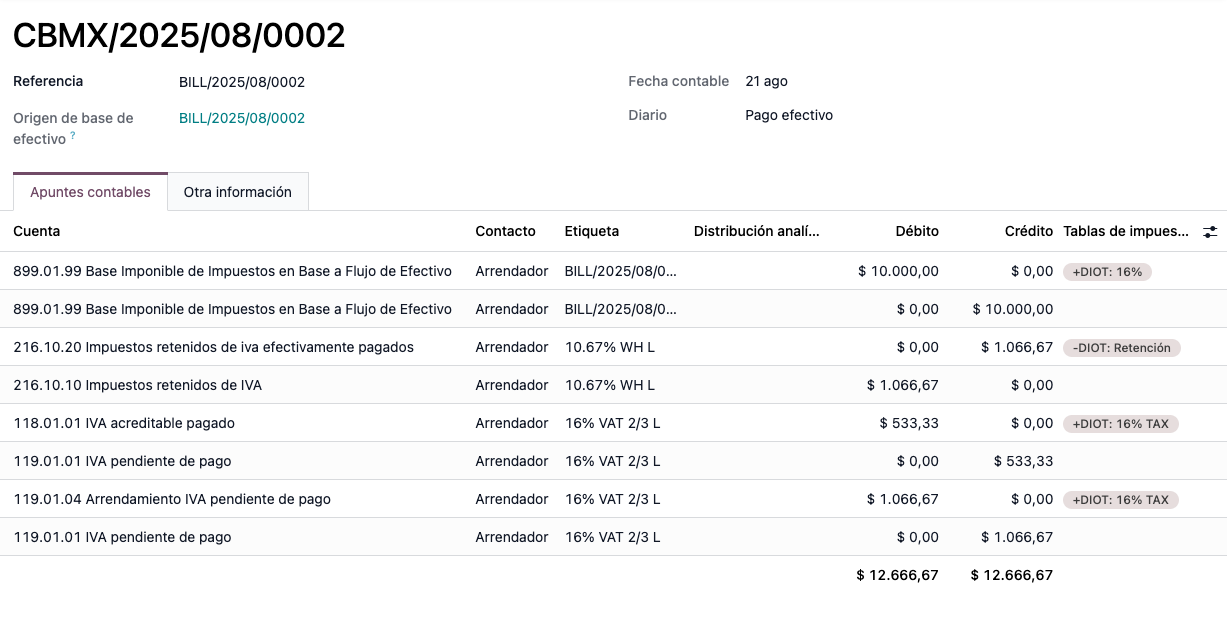 CBMX/2025/08/0002
Referencia BILL/2025/08/0002 Fecha contable 21 ago
Origen de base de efectivo ? BILL/2025/08/0002 Diario Pago efectivo
Apuntes contables Otra información
Cuenta Contacto Etiqueta Distribución analí... Débito Crédito Tablas de impues...
899.01.99 Base Imponible de Impuestos en Base a Flujo de Efectivo Arrendador BILL/2025/08/0... $ 10.000,00 $ 0,00 +DIOT: 16%
899.01.99 Base Imponible de Impuestos en Base a Flujo de Efectivo Arrendador BILL/2025/08/0... $ 0,00 $ 10.000,00
216.10.20 Impuestos retenidos de iva efectivamente pagados Arrendador 10.67% WH L $ 0,00 $ 1.066,67 -DIOT: Retención
216.10.10 Impuestos retenidos de IVA Arrendador 10.67% WH L $ 1.066,67 $ 0,00
118.01.01 IVA acreditable pagado Arrendador 16% VAT 2/3 L $ 533,33 $ 0,00 +DIOT: 16% TAX
119.01.01 IVA pendiente de pago Arrendador 16% VAT 2/3 L $ 0,00 $ 533,33
119.01.04 Arrendamiento IVA pendiente de pago Arrendador 16% VAT 2/3 L $ 1.066,67 $ 0,00 +DIOT: 16% TAX
119.01.01 IVA pendiente de pago Arrendador 16% VAT 2/3 L $ 0,00 $ 1.066,67
$ 12.666,67 $ 12.666,67